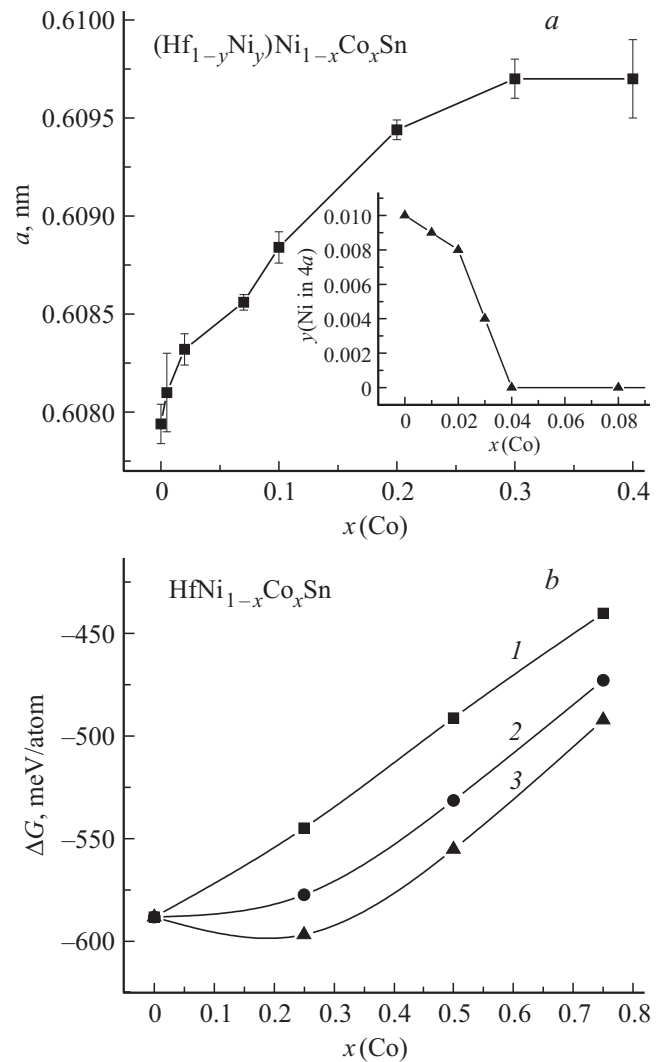 0.6100
(Hf1−yNiy)Ni1−xCoxSn
a
0.6095
0.6090
0.6085
0.6080
a, nm
0.010
0.008
0.006
0.004
0.002
0
y(Ni in 4a)
0 0.02 0.04 0.06 0.08
x(Co)
0 0.1 0.2 0.3 0.4
x(Co)
HfNi1−xCoxSn
b
−450
−500
−550
−600
ΔG, meV/atom
1
2
3
0 0.1 0.2 0.3 0.4 0.5 0.6 0.7 0.8
x(Co)